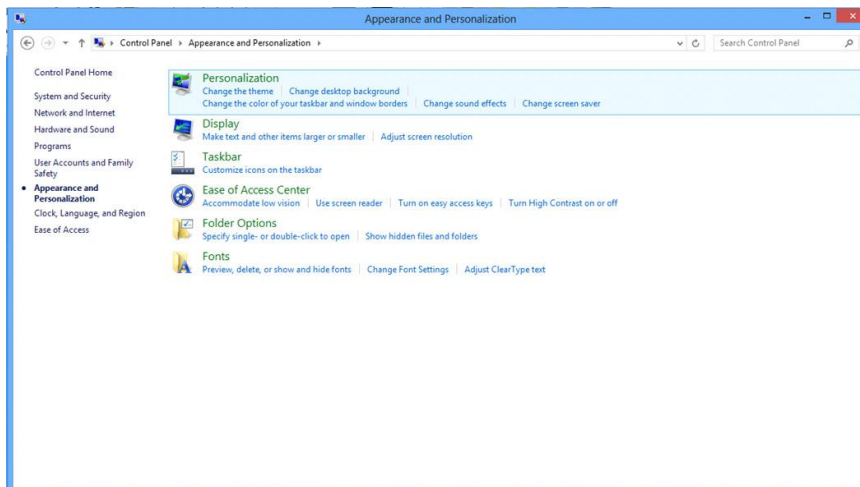 Appearance and Personalization
Control Panel Appearance and Personalization
Search Control Panel
Control Panel Home
System and Security
Network and Internet
Hardware and Sound
Programs
User Accounts and Family
Safety
Appearance and
Personalization
Clock, Language, and Region
Ease of Access
Personalization
Change the theme Change desktop background
Change the color of your taskbar and window borders Change sound effects Change screen saver
Display
Make text and other items larger or smaller Adjust screen resolution
Taskbar
Customize icons on the taskbar
Ease of Access Center
Accommodate low vision Use screen reader Turn on easy access keys Turn High Contrast on or off
Folder Options
Specify single- or double-click to open Show hidden files and folders
Fonts
Preview, delete, or show and hide fonts Change Font Settings Adjust ClearType text